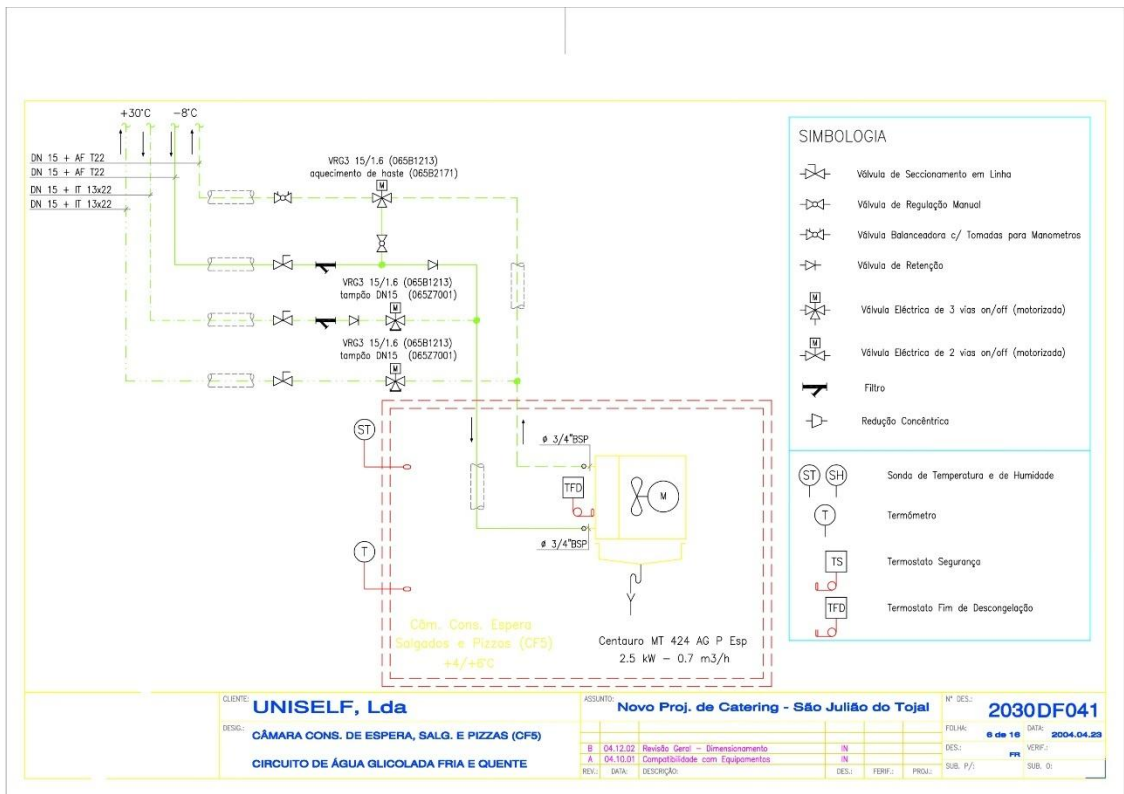 +30°C
-8°C
DN 15 + AF T22
DN 15 + AF T22
DN 15 + IT 13x22
DN 15 + IT 13x22
VRG3 15/1.6 (065B1213)
aquecimento de haste (065B2171)
M
VRG3 15/1.6 (065B1213)
tampão DN15 (065Z7001)
M
VRG3 15/1.6 (065B1213)
tampão DN15 (065Z7001)
M
ST
T
ø 3/4"BSP
TFD
M
ø 3/4"BSP
Câm. Cons. Espera
Salgados e Pizzas (CF5)
+4/+6°C
Centauro MT 424 AG P Esp
2.5 kW – 0.7 m3/h
SIMBOLOGIA
Válvula de Seccionamento em Linha
Válvula de Regulação Manual
Válvula Balanceadora c/ Tomadas para Manometros
Válvula de Retenção
M
Válvula Eléctrica de 3 vias on/off (motorizada)
M
Válvula Eléctrica de 2 vias on/off (motorizada)
Filtro
Redução Concêntrica
ST SH Sonda de Temperatura e de Humidade
T Termómetro
TS Termostato Segurança
TFD Termostato Fim de Descongelação
CLIENTE: UNISELF, Lda
DESIG.: CÂMARA CONS. DE ESPERA, SALG. E PIZZAS (CF5)
CIRCUITO DE ÁGUA GLICOLADA FRIA E QUENTE
ASSUNTO: Novo Proj. de Catering - São Julião do Tojal
B 04.12.02 Revisão Geral – Dimensionamento IN
A 04.10.01 Compatibilidade com Equipamentos IN
REV.: DATA: DESCRIÇÃO: DES.: FERIF.: PROJ.:
Nº DES.: 2030DF041
FOLHA: 6 de 16 DATA: 2004.04.23
DES.: FR VERIF.:
SUB. P/: SUB. O: